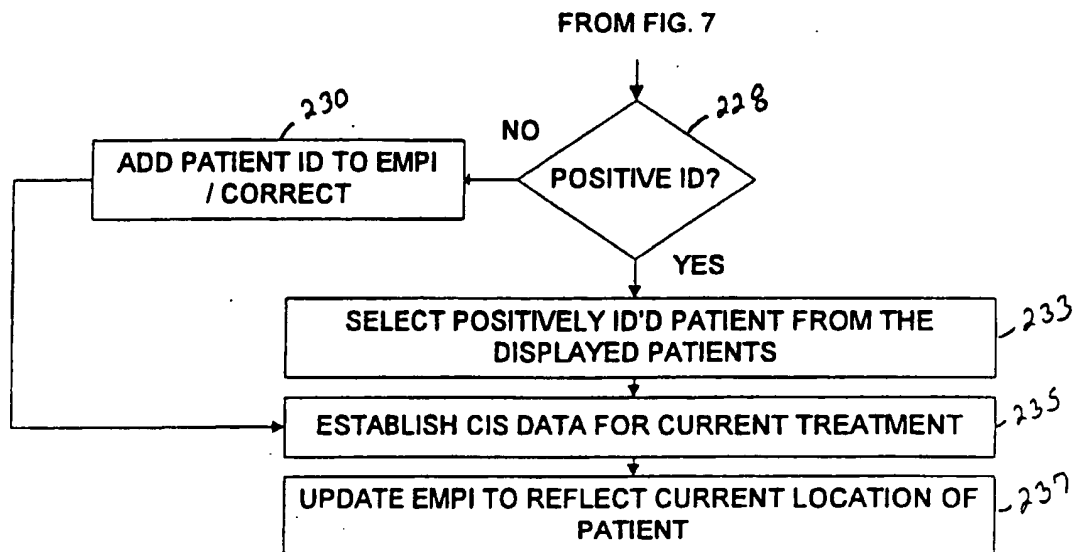 FROM FIG. 7
230
228
NO
ADD PATIENT ID TO EMPI
/ CORRECT
POSITIVE ID?
YES
SELECT POSITIVELY ID'D PATIENT FROM THE
DISPLAYED PATIENTS
233
ESTABLISH CIS DATA FOR CURRENT TREATMENT
235
UPDATE EMPI TO REFLECT CURRENT LOCATION OF
PATIENT
237